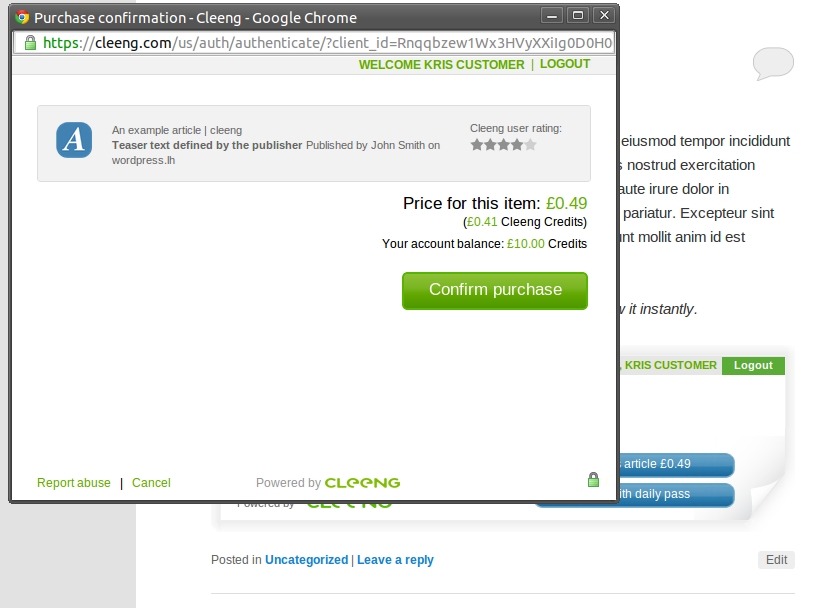 Purchase confirmation - Cleeng - Google Chrome
https://cleeng.com/us/auth/authenticate/?client_id=Rnqqbzew1Wx3HVyXXiIg0D0H0
WELCOME KRIS CUSTOMER | LOGOUT
A
An example article | cleeng
Teaser text defined by the publisher Published by John Smith on
wordpress.lh
Cleeng user rating:
Price for this item: £0.49
(£0.41 Cleeng Credits)
Your account balance: £10.00 Credits
Confirm purchase
Report abuse | Cancel
Powered by CLEENG
eiusmod tempor incididunt
nostrud exercitation
aute irure dolor in
pariatur. Excepteur sint
mollit anim id est
it instantly.
, KRIS CUSTOMER Logout
article £0.49
with daily pass
Powered by CLEENG
Posted in Uncategorized | Leave a reply
Edit